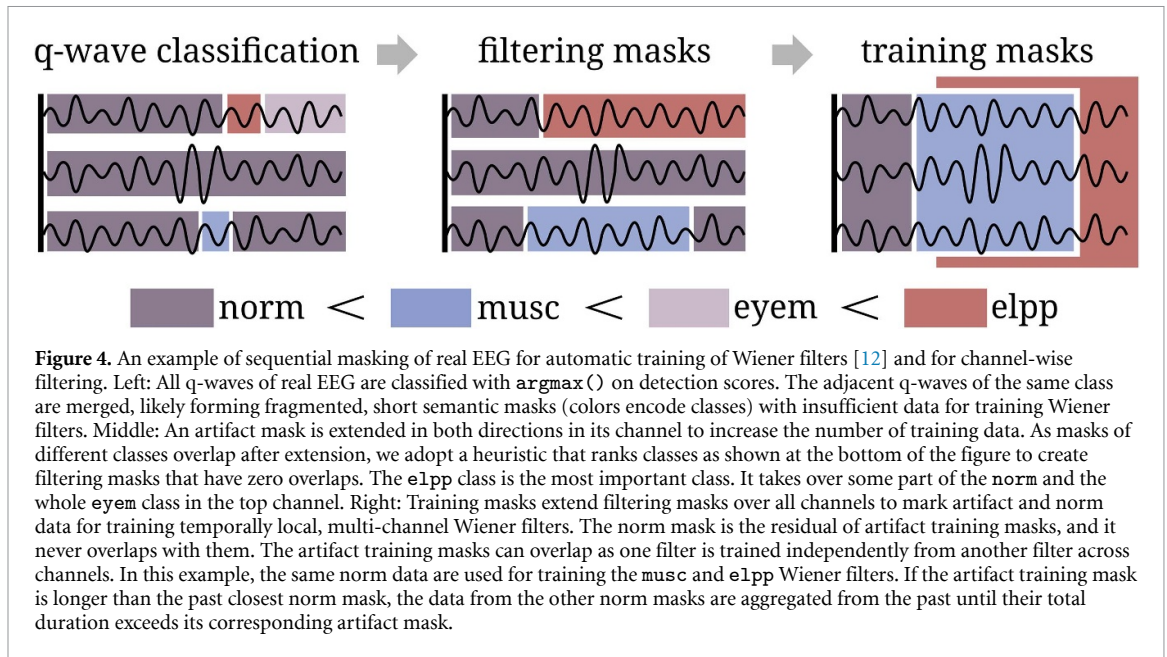 q-wave classification filtering masks training masks
norm < musc < eyem < elpp
Figure 4. An example of sequential masking of real EEG for automatic training of Wiener filters [12] and for channel-wise
filtering. Left: All q-waves of real EEG are classified with argmax() on detection scores. The adjacent q-waves of the same class
are merged, likely forming fragmented, short semantic masks (colors encode classes) with insufficient data for training Wiener
filters. Middle: An artifact mask is extended in both directions in its channel to increase the number of training data. As masks of
different classes overlap after extension, we adopt a heuristic that ranks classes as shown at the bottom of the figure to create
filtering masks that have zero overlaps. The elpp class is the most important class. It takes over some part of the norm and the
whole eyem class in the top channel. Right: Training masks extend filtering masks over all channels to mark artifact and norm
data for training temporally local, multi-channel Wiener filters. The norm mask is the residual of artifact training masks, and it
never overlaps with them. The artifact training masks can overlap as one filter is trained independently from another filter across
channels. In this example, the same norm data are used for training the musc and elpp Wiener filters. If the artifact training mask
is longer than the past closest norm mask, the data from the other norm masks are aggregated from the past until their total
duration exceeds its corresponding artifact mask.